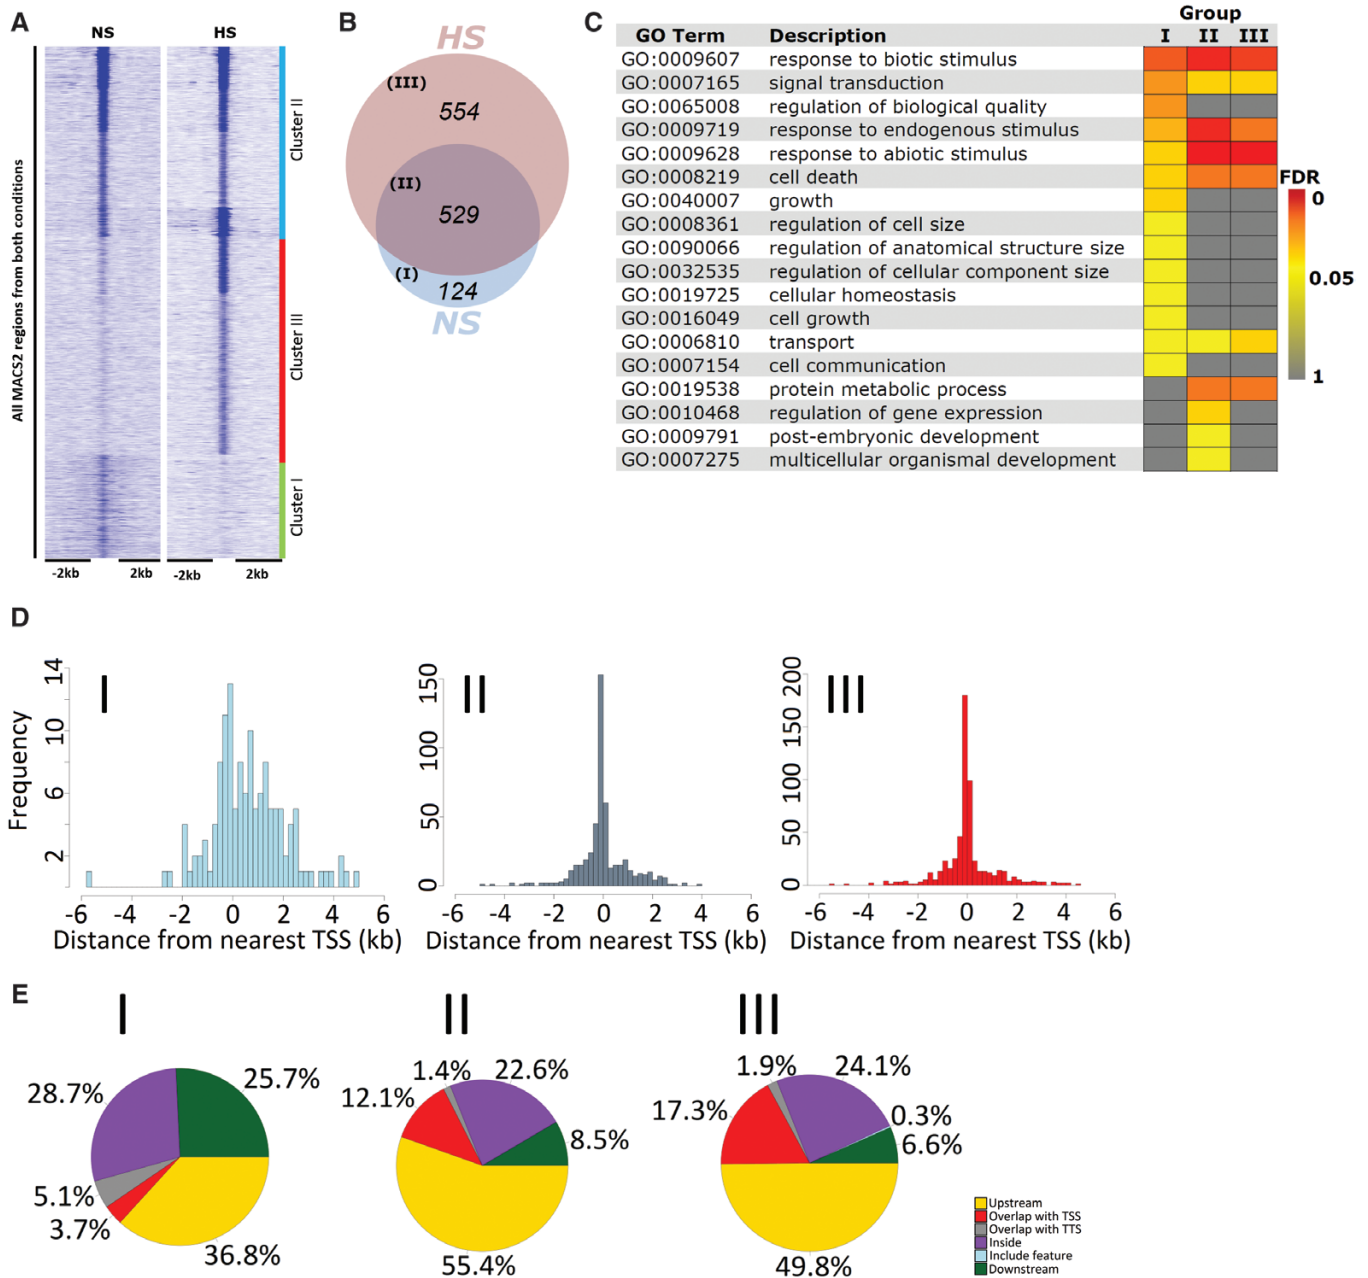 A
NS HS
All MACS2 regions from both conditions
Cluster II
Cluster III
Cluster I
-2kb 2kb -2kb 2kb
B
HS
(III)
554
(II)
529
(I)
124
NS
C
Group
GO Term Description I II III
GO:0009607 response to biotic stimulus
GO:0007165 signal transduction
GO:0065008 regulation of biological quality
GO:0009719 response to endogenous stimulus
GO:0009628 response to abiotic stimulus
GO:0008219 cell death
GO:0040007 growth
GO:0008361 regulation of cell size
GO:0090066 regulation of anatomical structure size
GO:0032535 regulation of cellular component size
GO:0019725 cellular homeostasis
GO:0016049 cell growth
GO:0006810 transport
GO:0007154 cell communication
GO:0019538 protein metabolic process
GO:0010468 regulation of gene expression
GO:0009791 post-embryonic development
GO:0007275 multicellular organismal development
FDR
0
0.05
1
D
I
Frequency
14
10
6
2
-6 -4 -2 0 2 4 6
Distance from nearest TSS (kb)
II
150
100
50
0
-6 -4 -2 0 2 4 6
Distance from nearest TSS (kb)
III
200
150
100
50
0
-6 -4 -2 0 2 4 6
Distance from nearest TSS (kb)
E
I
28.7%
25.7%
5.1%
3.7%
36.8%
II
1.4%
22.6%
12.1%
8.5%
55.4%
III
1.9%
24.1%
17.3%
0.3%
6.6%
49.8%
Upstream
Overlap with TSS
Overlap with TTS
Inside
Include feature
Downstream